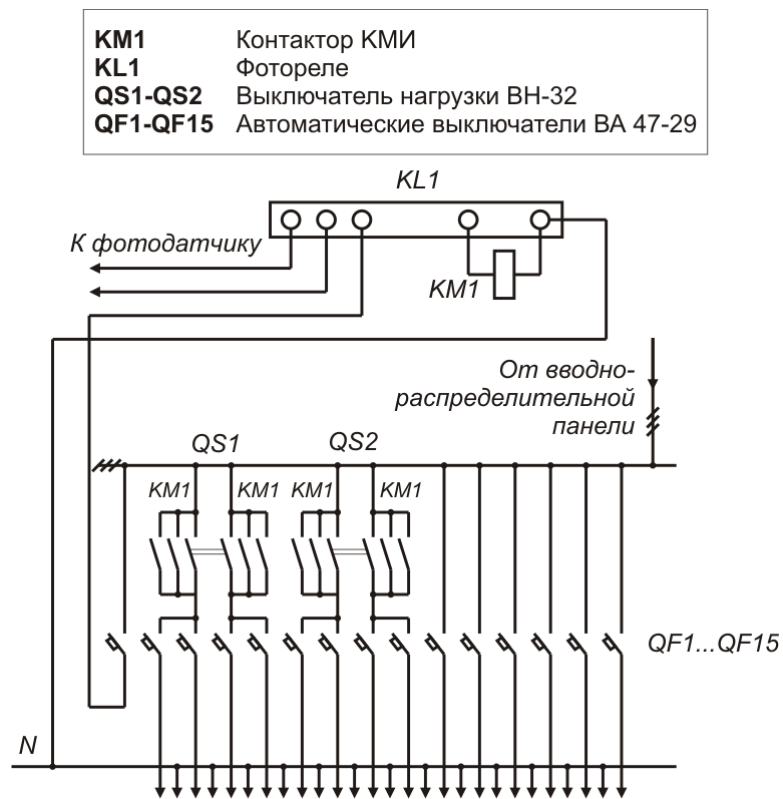 KM1 Контактор КМИ
KL1 Фотореле
QS1-QS2 Выключатель нагрузки ВН-32
QF1-QF15 Автоматические выключатели ВА 47-29
KL1
К фотодатчику
KM1
От вводно-
распределительной
панели
QS1 QS2
KM1 KM1 KM1 KM1
QF1...QF15
N